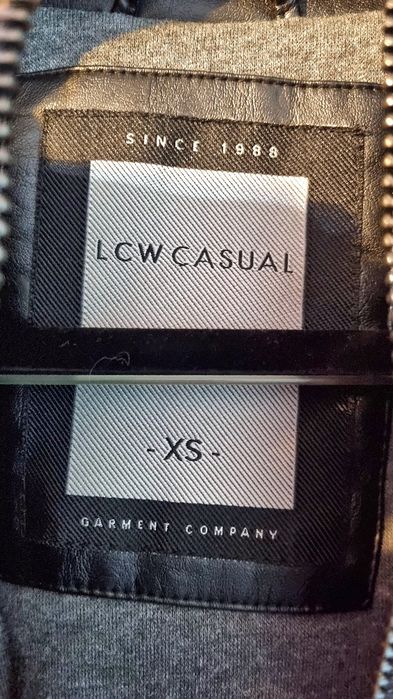 SINCE 1988
LCW CASUAL
- XS -
GARMENT COMPANY